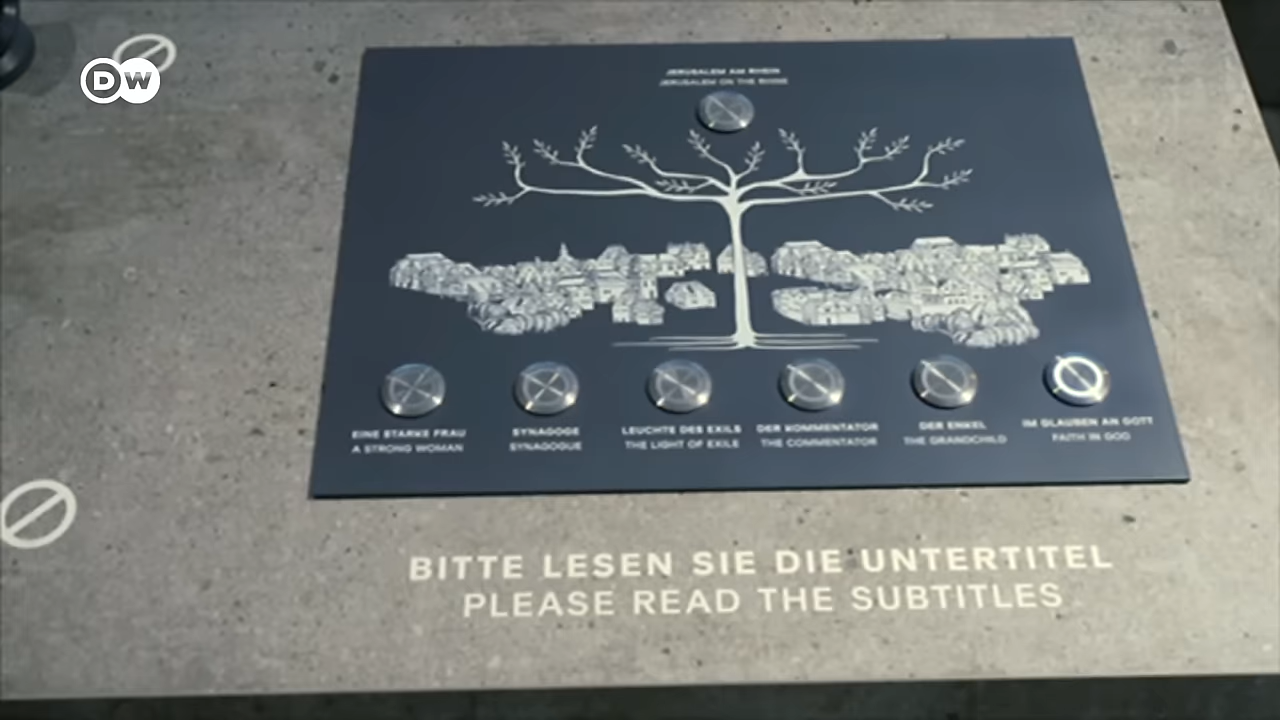 DW
JERUSALEM AM RHEIN
JERUSALEM ON THE RHINE
EINE STARKE FRAU
A STRONG WOMAN
SYNAGOGE
SYNAGOGUE
LEUCHTE DES EXILS
THE LIGHT OF EXILE
DER KOMMENTATOR
THE COMMENTATOR
DER ENKEL
THE GRANDCHILD
IM GLAUBEN AN GOTT
FAITH IN GOD
BITTE LESEN SIE DIE UNTERTITEL
PLEASE READ THE SUBTITLES